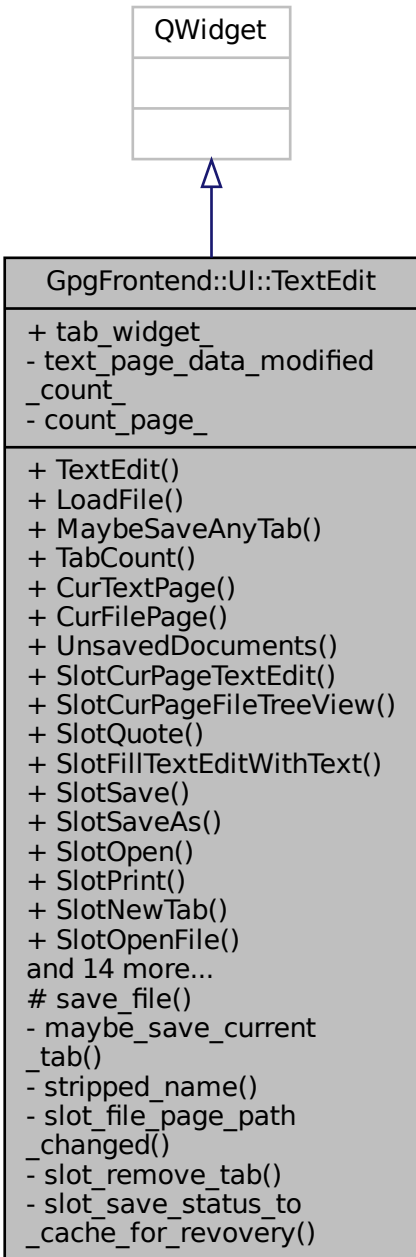 QWidget
GpgFrontend::UI::TextEdit
+ tab_widget_
- text_page_data_modified
_count_
- count_page_
+ TextEdit()
+ LoadFile()
+ MaybeSaveAnyTab()
+ TabCount()
+ CurTextPage()
+ CurFilePage()
+ UnsavedDocuments()
+ SlotCurPageTextEdit()
+ SlotCurPageFileTreeView()
+ SlotQuote()
+ SlotFillTextEditWithText()
+ SlotSave()
+ SlotSaveAs()
+ SlotOpen()
+ SlotPrint()
+ SlotNewTab()
+ SlotOpenFile()
and 14 more...
# save_file()
- maybe_save_current
_tab()
- stripped_name()
- slot_file_page_path
_changed()
- slot_remove_tab()
- slot_save_status_to
_cache_for_revovery()